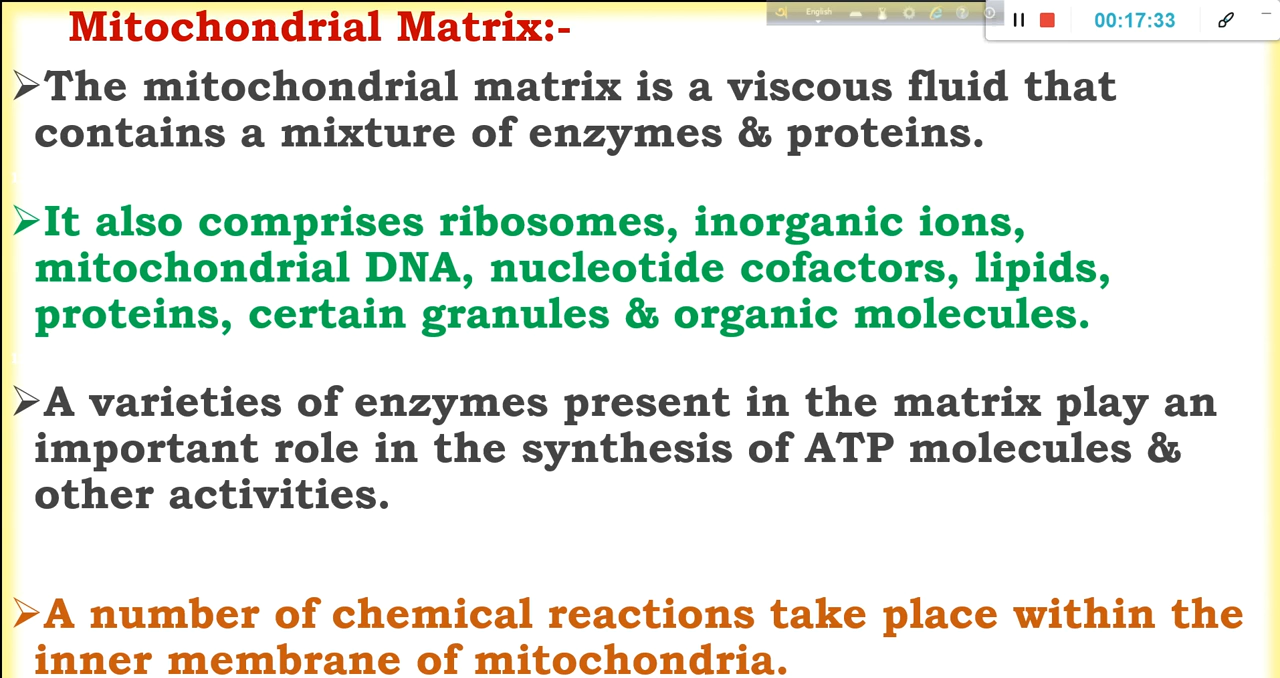 Mitochondrial Matrix:-
English
00:17:33
➢The mitochondrial matrix is a viscous fluid that
contains a mixture of enzymes & proteins.
➢It also comprises ribosomes, inorganic ions,
mitochondrial DNA, nucleotide cofactors, lipids,
proteins, certain granules & organic molecules.
➢A varieties of enzymes present in the matrix play an
important role in the synthesis of ATP molecules &
other activities.
➢A number of chemical reactions take place within the
inner membrane of mitochondria.